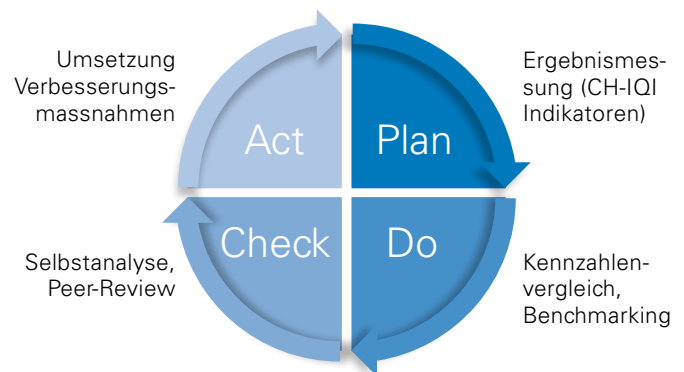 Umsetzung
Verbesserungs-
massnahmen
Act
Plan
Ergebnismes-
sung (CH-IQI
Indikatoren)
Selbstanalyse,
Peer-Review
Check
Do
Kennzahlen-
vergleich,
Benchmarking